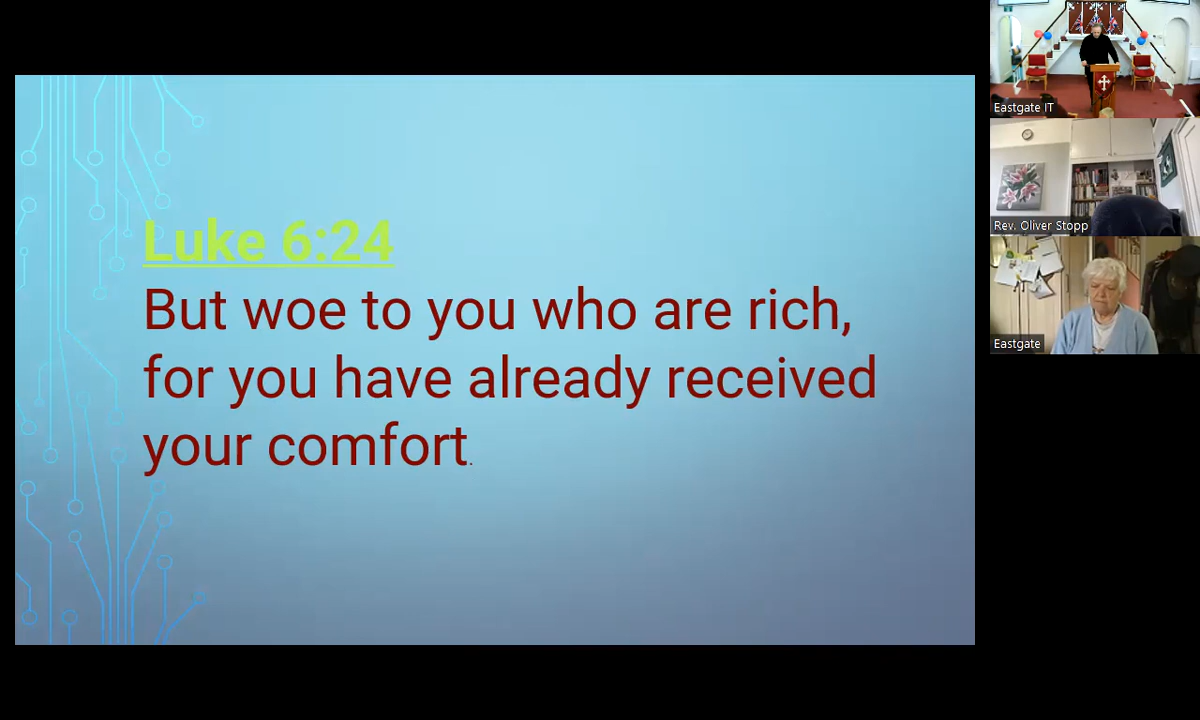 Luke 6:24
But woe to you who are rich,
for you have already received
your comfort.
Eastgate IT
Rev. Oliver Stopp
Eastgate